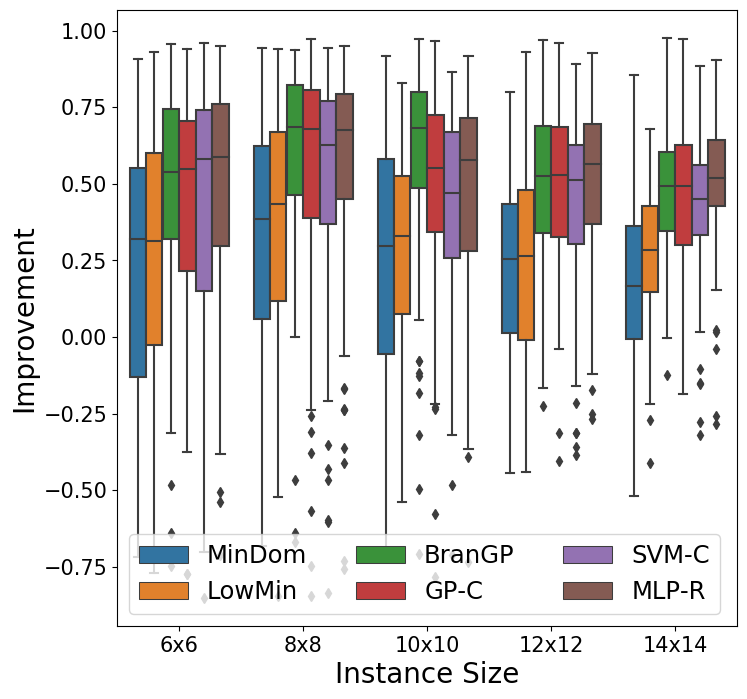 1.00
0.75
0.50
0.25
0.00
−0.25
−0.50
−0.75
Improvement
MinDom BranGP SVM-C
LowMin GP-C MLP-R
6x6 8x8 10x10 12x12 14x14
Instance Size